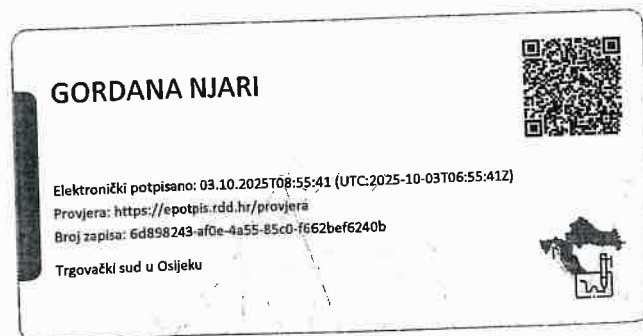 GORDANA NJARI
Elektronički potpisano: 03.10.2025T08:55:41 (UTC:2025-10-03T06:55:41Z)
Provjera: https://epotpis.rdd.hr/provjera
Broj zapisa: 6d898243-af0e-4a55-85c0-f662bef6240b
Trgovački sud u Osijeku